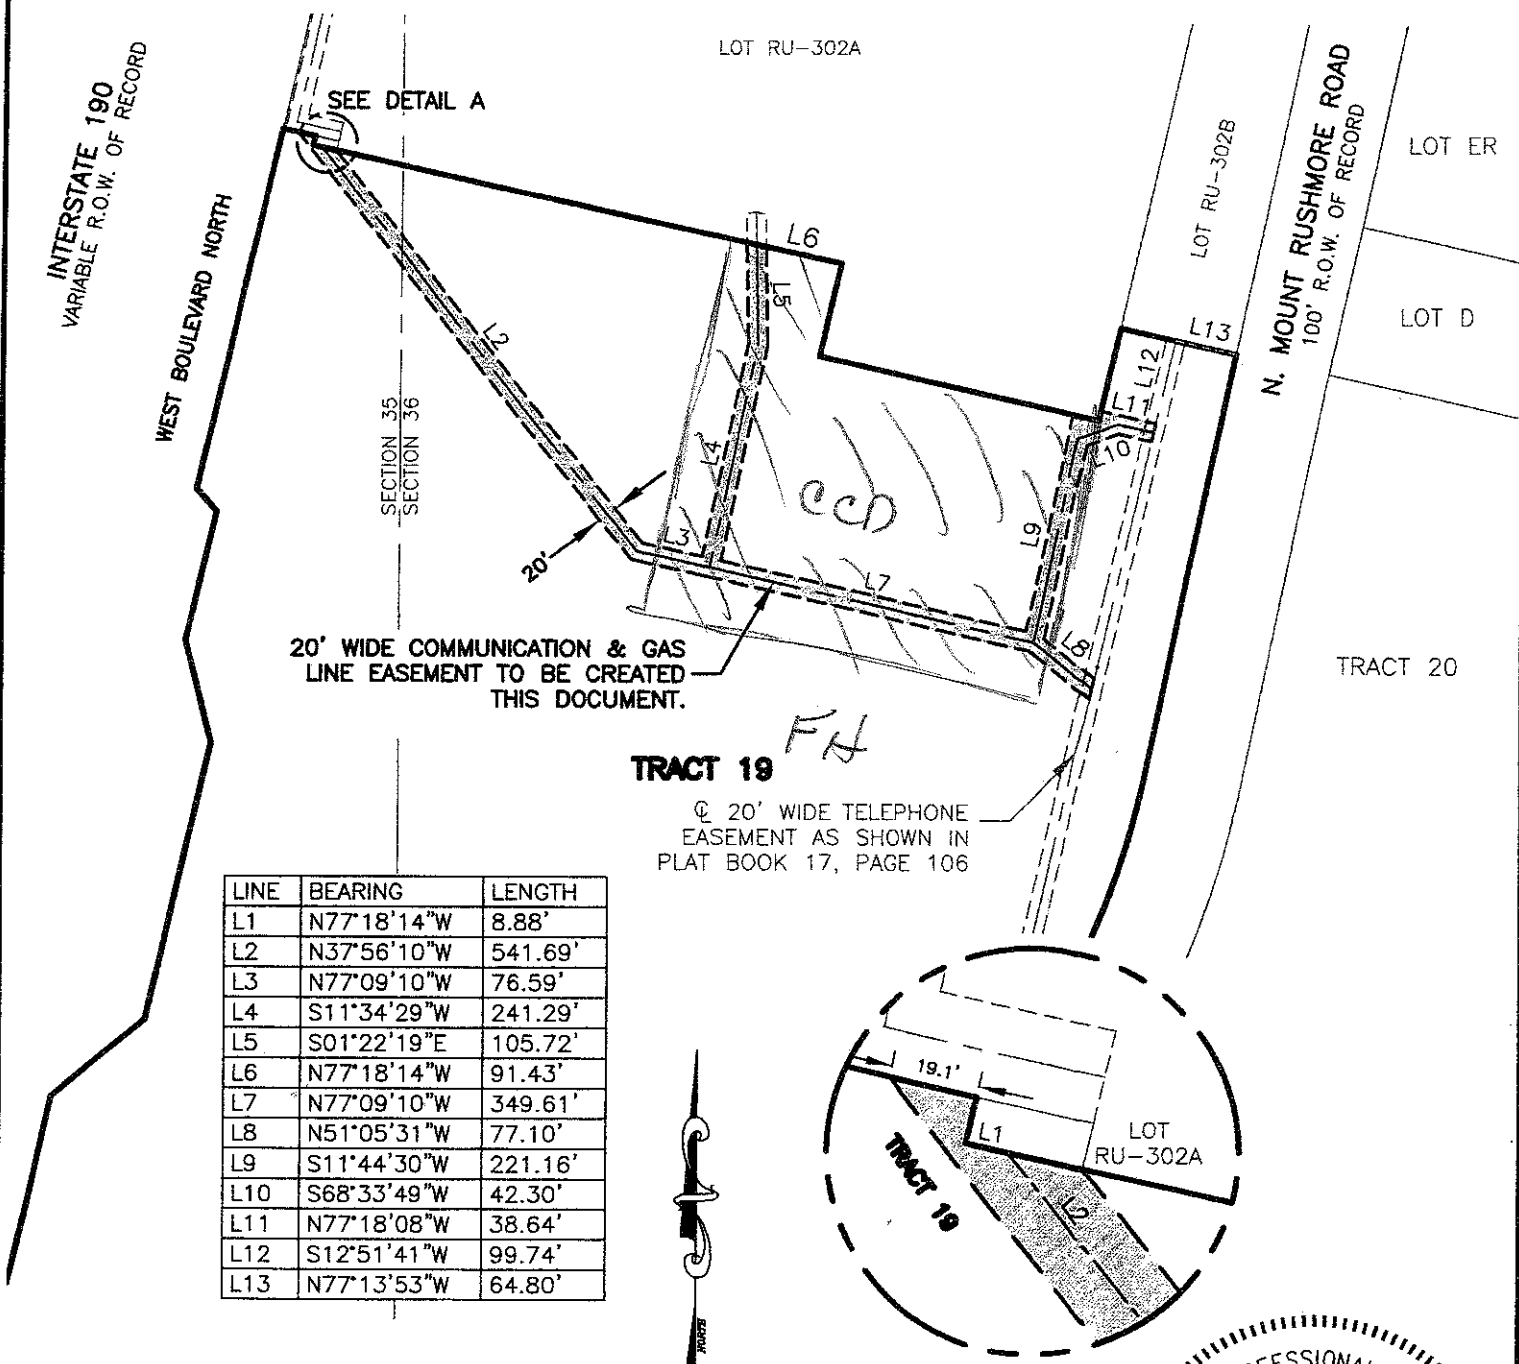 LOT RU-302A
INTERSTATE 190
VARIABLE R.O.W. OF RECORD
SEE DETAIL A
WEST BOULEVARD NORTH
LOT RU-302B
N. MOUNT RUSHMORE ROAD
100' R.O.W. OF RECORD
LOT ER
LOT D
L6
L5
L13
L12
L2
L11
L10
SECTION 35
SECTION 36
L4
CCD
L9
L3
20'
L7
L8
20' WIDE COMMUNICATION & GAS
LINE EASEMENT TO BE CREATED
THIS DOCUMENT.
TRACT 20
FH
TRACT 19
℄ 20' WIDE TELEPHONE
EASEMENT AS SHOWN IN
PLAT BOOK 17, PAGE 106
LINE BEARING LENGTH
L1 N77°18'14"W 8.88'
L2 N37°56'10"W 541.69'
L3 N77°09'10"W 76.59'
L4 S11°34'29"W 241.29'
L5 S01°22'19"E 105.72'
L6 N77°18'14"W 91.43'
L7 N77°09'10"W 349.61'
L8 N51°05'31"W 77.10'
L9 S11°44'30"W 221.16'
L10 S68°33'49"W 42.30'
L11 N77°18'08"W 38.64'
L12 S12°51'41"W 99.74'
L13 N77°13'53"W 64.80'
19.1'
L1
LOT
RU-302A
TRACT 19
L2
NORTH